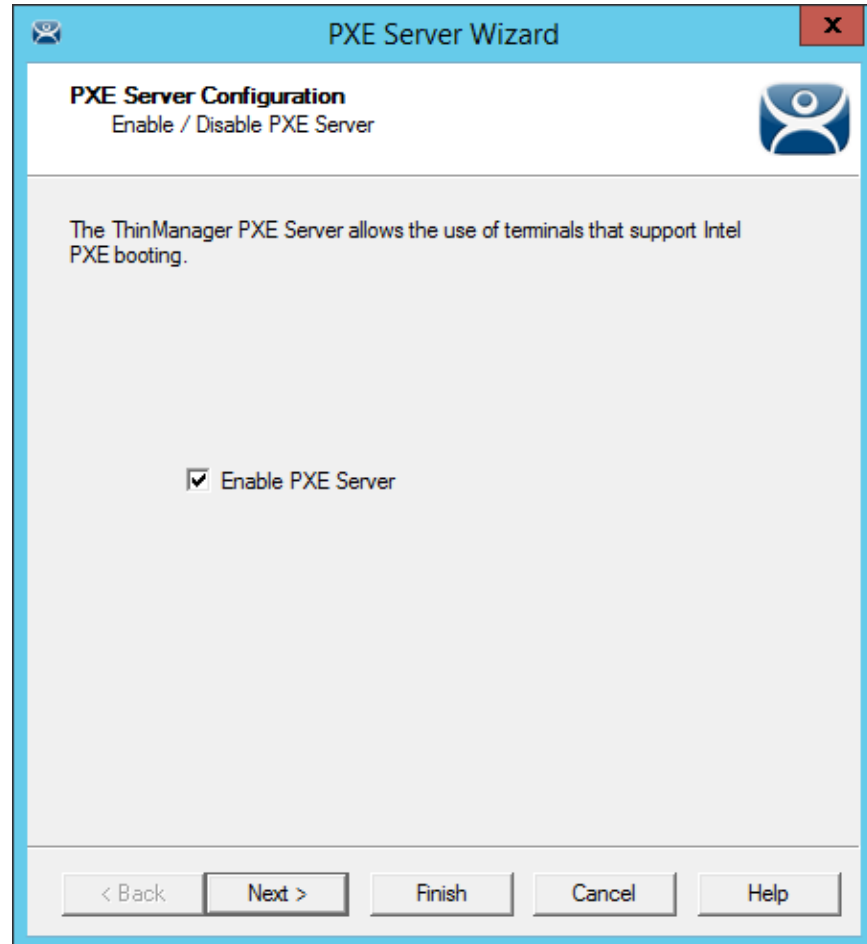 PXE Server Wizard
x
PXE Server Configuration
Enable / Disable PXE Server
The ThinManager PXE Server allows the use of terminals that support Intel
PXE booting.
Enable PXE Server
< Back
Next >
Finish
Cancel
Help